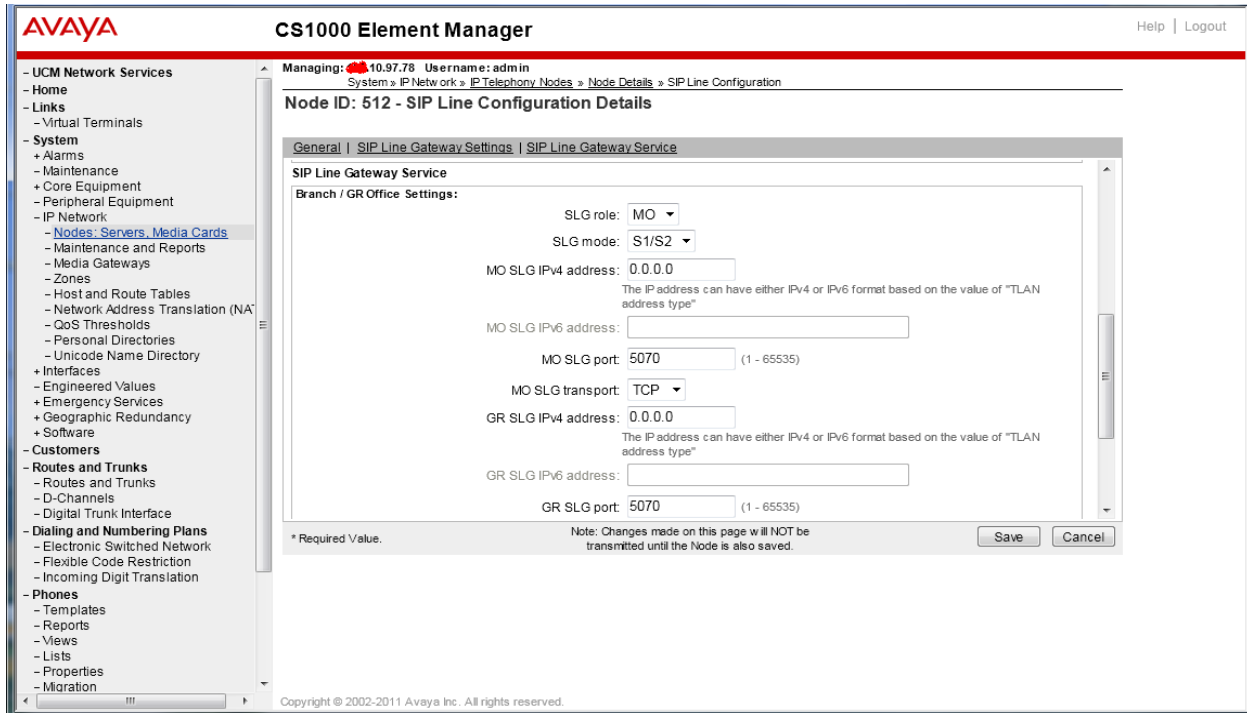 AVAYA
CS1000 Element Manager
Help | Logout
– UCM Network Services
– Home
– Links
– Virtual Terminals
– System
+ Alarms
– Maintenance
+ Core Equipment
– Peripheral Equipment
– IP Network
– Nodes: Servers, Media Cards
– Maintenance and Reports
– Media Gateways
– Zones
– Host and Route Tables
– Network Address Translation (NA
– QoS Thresholds
– Personal Directories
– Unicode Name Directory
+ Interfaces
– Engineered Values
+ Emergency Services
+ Geographic Redundancy
+ Software
– Customers
– Routes and Trunks
– Routes and Trunks
– D-Channels
– Digital Trunk Interface
– Dialing and Numbering Plans
– Electronic Switched Network
– Flexible Code Restriction
– Incoming Digit Translation
– Phones
– Templates
– Reports
– Views
– Lists
– Properties
– Migration
Managing: 10.97.78 Username: admin
System » IP Network » IP Telephony Nodes » Node Details » SIP Line Configuration
Node ID: 512 - SIP Line Configuration Details
General | SIP Line Gateway Settings | SIP Line Gateway Service
SIP Line Gateway Service
Branch / GR Office Settings:
SLG role: MO
SLG mode: S1/S2
MO SLG IPv4 address: 0.0.0.0
The IP address can have either IPv4 or IPv6 format based on the value of "TLAN
address type"
MO SLG IPv6 address:
MO SLG port: 5070 (1 - 65535)
MO SLG transport: TCP
GR SLG IPv4 address: 0.0.0.0
The IP address can have either IPv4 or IPv6 format based on the value of "TLAN
address type"
GR SLG IPv6 address:
GR SLG port: 5070 (1 - 65535)
* Required Value.
Note: Changes made on this page will NOT be
transmitted until the Node is also saved.
Save Cancel
Copyright © 2002-2011 Avaya Inc. All rights reserved.